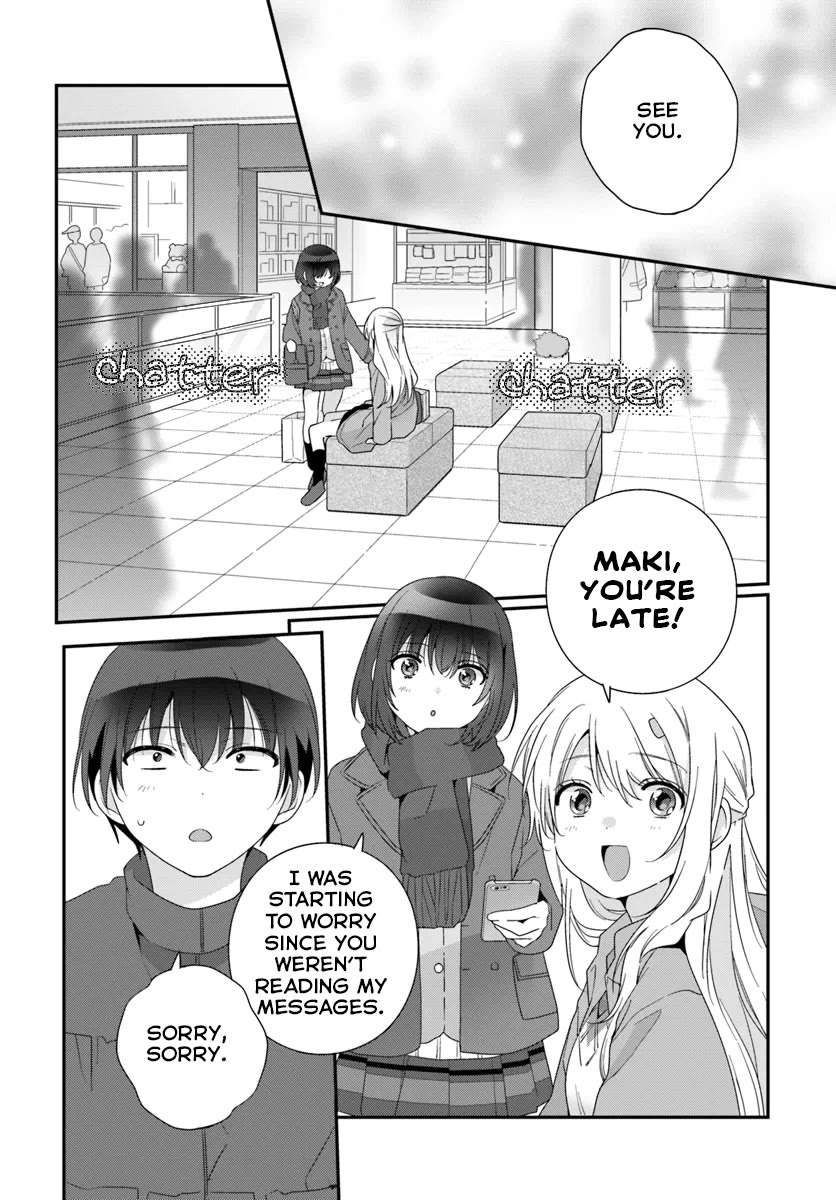 SEE
YOU.
chatter
chatter
MAKI,
YOU'RE
LATE!
I WAS
STARTING
TO WORRY
SINCE YOU
WEREN'T
READING MY
MESSAGES.
SORRY,
SORRY.